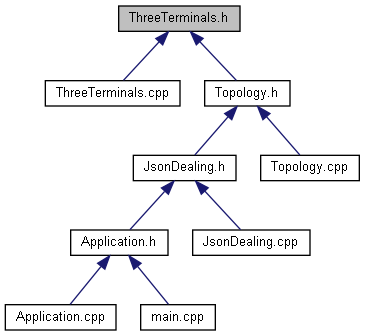 ThreeTerminals.h
ThreeTerminals.cpp
Topology.h
JsonDealing.h
Topology.cpp
Application.h
JsonDealing.cpp
Application.cpp
main.cpp